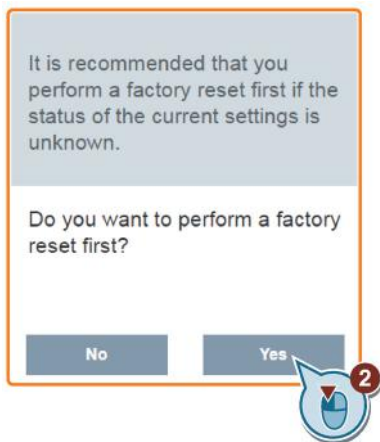 It is recommended that you
perform a factory reset first if the
status of the current settings is
unknown.
Do you want to perform a factory
reset first?
No
Yes
2